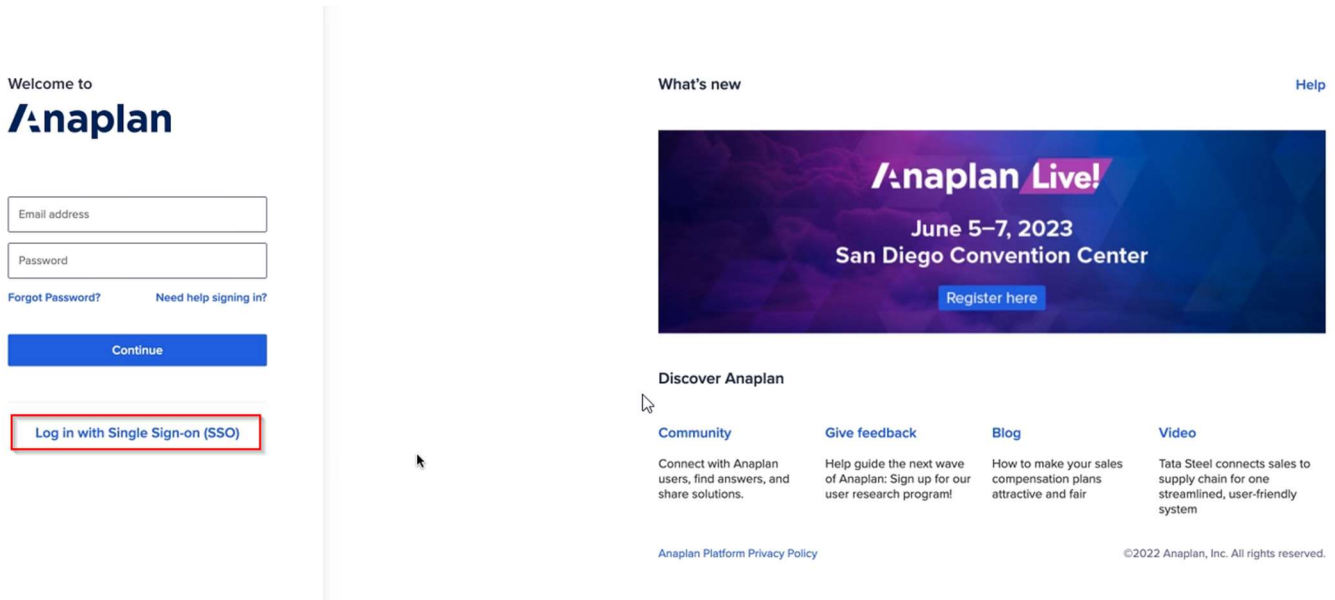 Welcome to
Anaplan
Email address
Password
Forgot Password? Need help signing in?
Continue
Log in with Single Sign-on (SSO)
What's new
Help
Anaplan Live!
June 5–7, 2023
San Diego Convention Center
Register here
Discover Anaplan
Community
Connect with Anaplan
users, find answers, and
share solutions.
Give feedback
Help guide the next wave
of Anaplan: Sign up for our
user research program!
Blog
How to make your sales
compensation plans
attractive and fair
Video
Tata Steel connects sales to
supply chain for one
streamlined, user-friendly
system
Anaplan Platform Privacy Policy
©2022 Anaplan, Inc. All rights reserved.